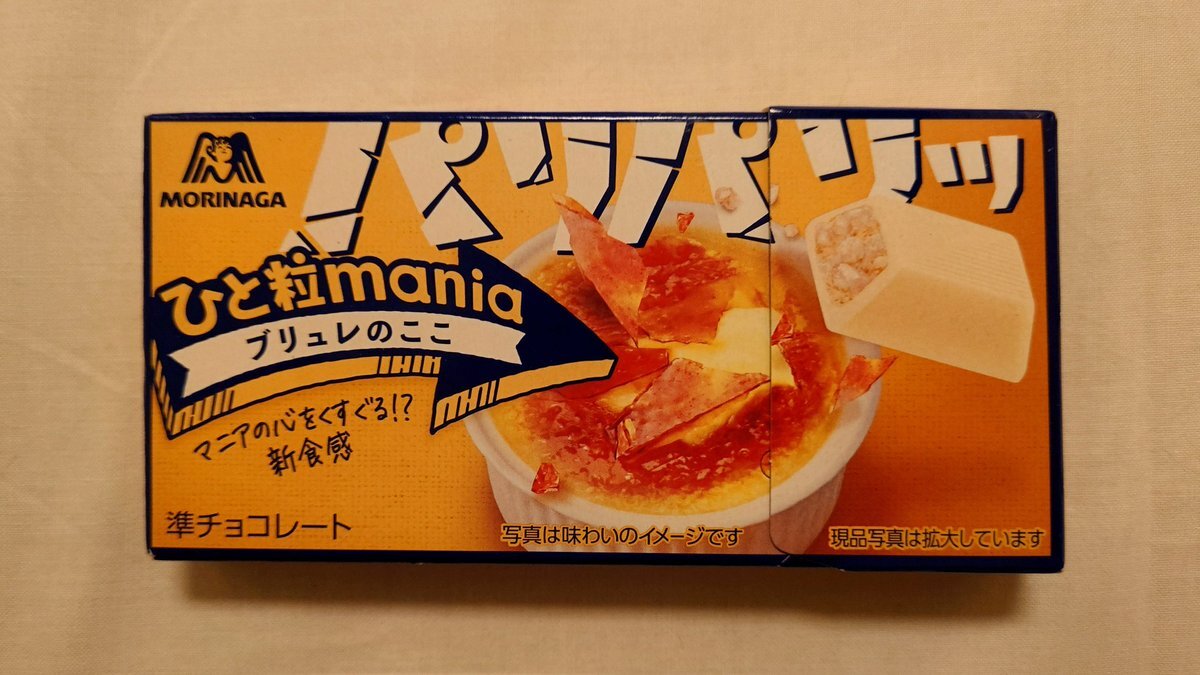 パリパリッ
MORINAGA
ひと粒mania
ブリュレのここ
マニアの心をくすぐる!?
新食感
準チョコレート
写真は味わいのイメージです
現品写真は拡大しています